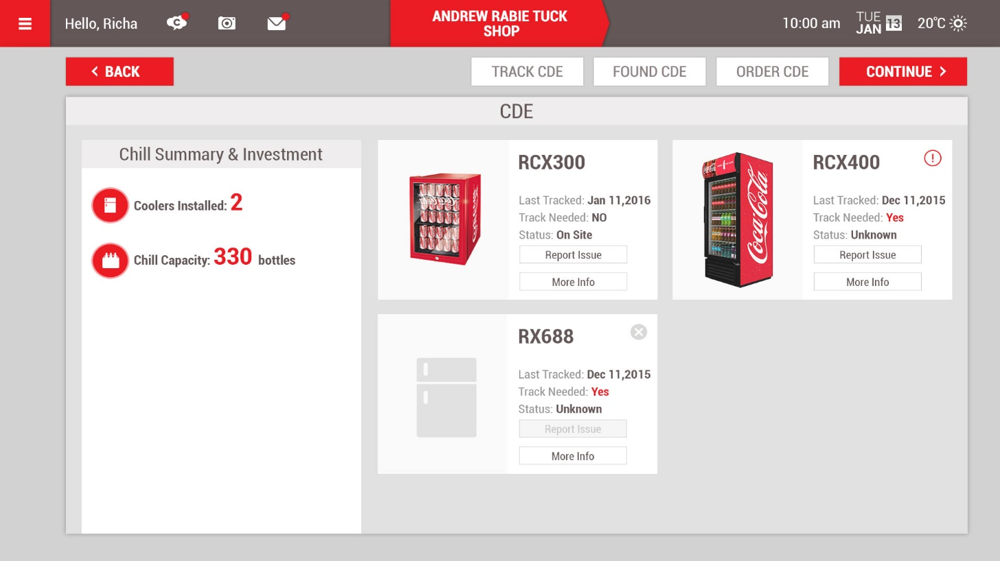 Hello, Richa
ANDREW RABIE TUCK
SHOP
10:00 am
TUE
JAN 13
20°C
BACK
TRACK CDE
FOUND CDE
ORDER CDE
CONTINUE
CDE
Chill Summary & Investment
Coolers Installed: 2
Chill Capacity: 330 bottles
RCX300
Last Tracked: Jan 11,2016
Track Needed: NO
Status: On Site
Report Issue
More Info
Coca-Cola
RCX400
Last Tracked: Dec 11,2015
Track Needed: Yes
Status: Unknown
Report Issue
More Info
RX688
Last Tracked: Dec 11,2015
Track Needed: Yes
Status: Unknown
Report Issue
More Info